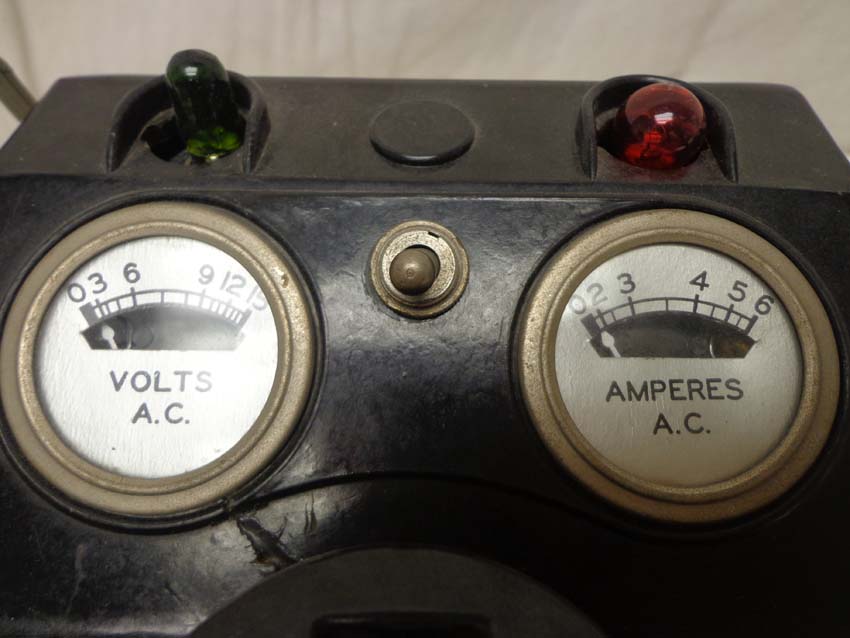 0 3 6 9 12 15
VOLTS
A.C.
0 2 3 4 5 6
AMPERES
A.C.